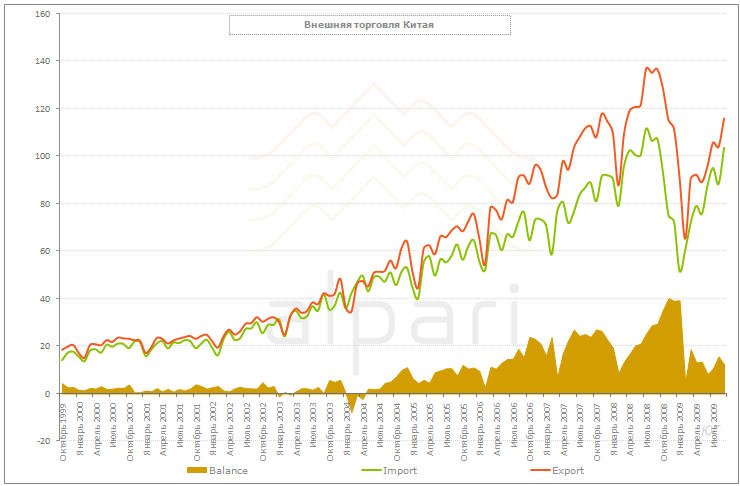 Внешняя торговля Китая
160
140
120
100
80
60
40
20
0
-20
alpari
Октябрь 1999
Январь 2000
Апрель 2000
Июль 2000
Октябрь 2000
Январь 2001
Апрель 2001
Июль 2001
Октябрь 2001
Январь 2002
Апрель 2002
Июль 2002
Октябрь 2002
Январь 2003
Апрель 2003
Июль 2003
Октябрь 2003
Январь 2004
Апрель 2004
Июль 2004
Октябрь 2004
Январь 2005
Апрель 2005
Июль 2005
Октябрь 2005
Январь 2006
Апрель 2006
Июль 2006
Октябрь 2006
Январь 2007
Апрель 2007
Июль 2007
Октябрь 2007
Январь 2008
Апрель 2008
Июль 2008
Октябрь 2008
Январь 2009
Апрель 2009
Июль 2009
Balance
Import
Export